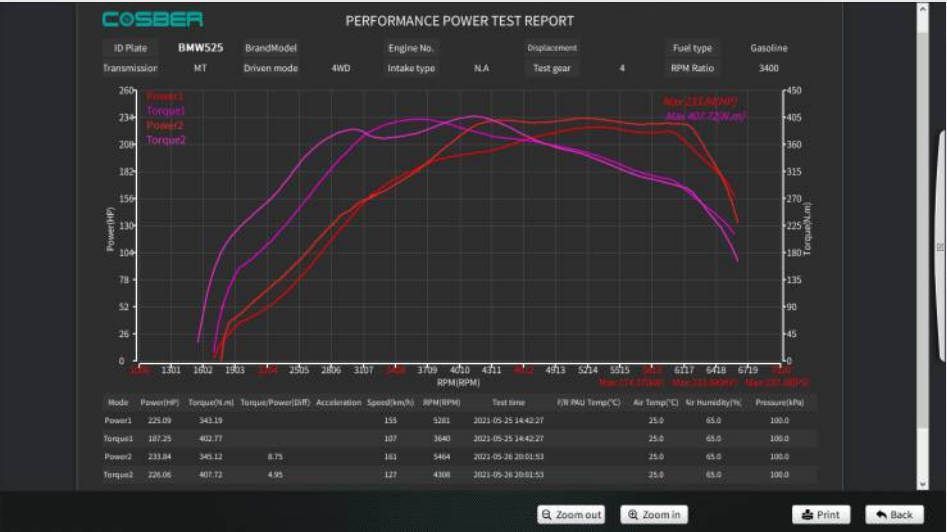 COSBER
PERFORMANCE POWER TEST REPORT
ID Plate BMW525 BrandModel Engine No. Displacement Fuel type Gasoline
Transmission MT Driven mode 4WD Intake type N.A Test gear 4 RPM Ratio 3400
260 450
Power1 Max 233.84[HP]
Torque1 Max 407.72[N.m]
234 405
Power2
Torque2
208 360
182 315
156 270
Power(HP) Torque(N.m)
130 225
104 180
78 135
52 90
26 45
0 0
1301 1602 1903 2204 2505 2806 3107 3408 3709 4010 4311 4612 4913 5214 5515 6117 6418 6719
RPM(RPM)
Mode Power(HP) Torque(N.m) Torque/Power(Diff) Acceleration Speed(km/h) RPM(RPM) Test time F/R PAU Temp(℃) Air Temp(℃) Air Humidity(% Pressure(kPa)
Power1 225.09 343.19 155 5281 2021-05-25 14:42:27 25.0 65.0 100.0
Torque1 187.25 402.77 107 3640 2021-05-25 14:42:27 25.0 65.0 100.0
Power2 233.84 345.12 8.75 161 5464 2021-05-26 20:01:53 25.0 65.0 100.0
Torque2 226.06 407.72 4.95 127 4308 2021-05-26 20:01:53 25.0 65.0 100.0
Zoom out Zoom in Print Back